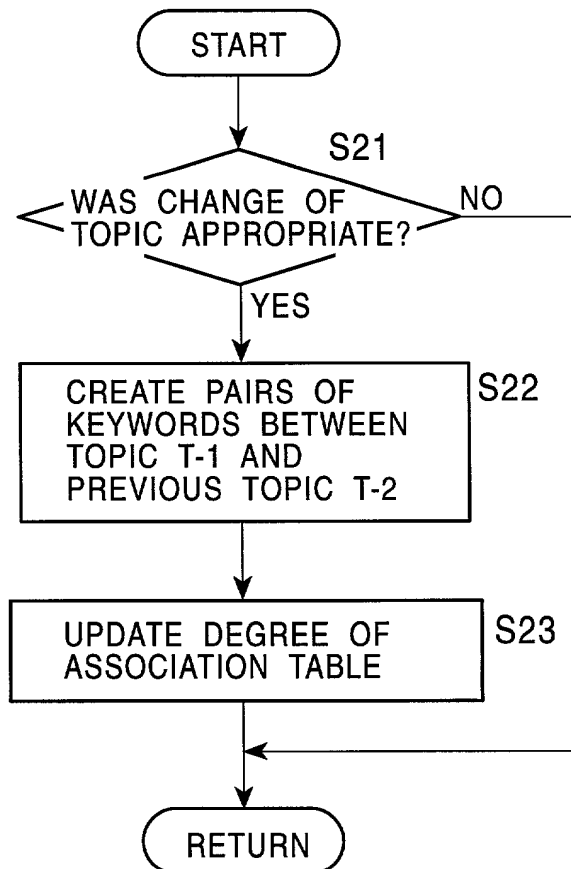 START
S21
WAS CHANGE OF
TOPIC APPROPRIATE?
NO
YES
CREATE PAIRS OF
KEYWORDS BETWEEN
TOPIC T-1 AND
PREVIOUS TOPIC T-2
S22
UPDATE DEGREE OF
ASSOCIATION TABLE
S23
RETURN